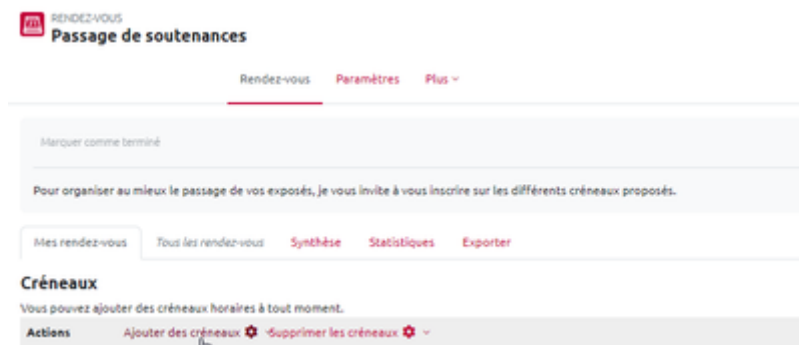 RENDEZ-VOUS
Passage de soutenances
Rendez-vous Paramètres Plus
Marquer comme terminé
Pour organiser au mieux le passage de vos exposés, je vous invite à vous inscrire sur les différents créneaux proposés.
Mes rendez-vous Tous les rendez-vous Synthèse Statistiques Exporter
Créneaux
Vous pouvez ajouter des créneaux horaires à tout moment.
Actions Ajouter des créneaux Supprimer les créneaux